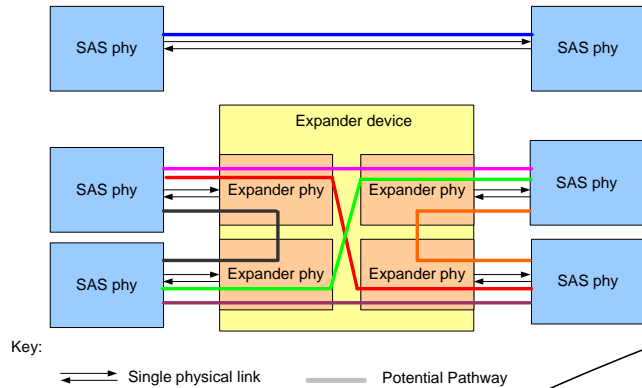 SAS phy
SAS phy
Expander device
SAS phy
Expander phy
Expander phy
SAS phy
SAS phy
Expander phy
Expander phy
SAS phy
Key:
Single physical link
Potential Pathway